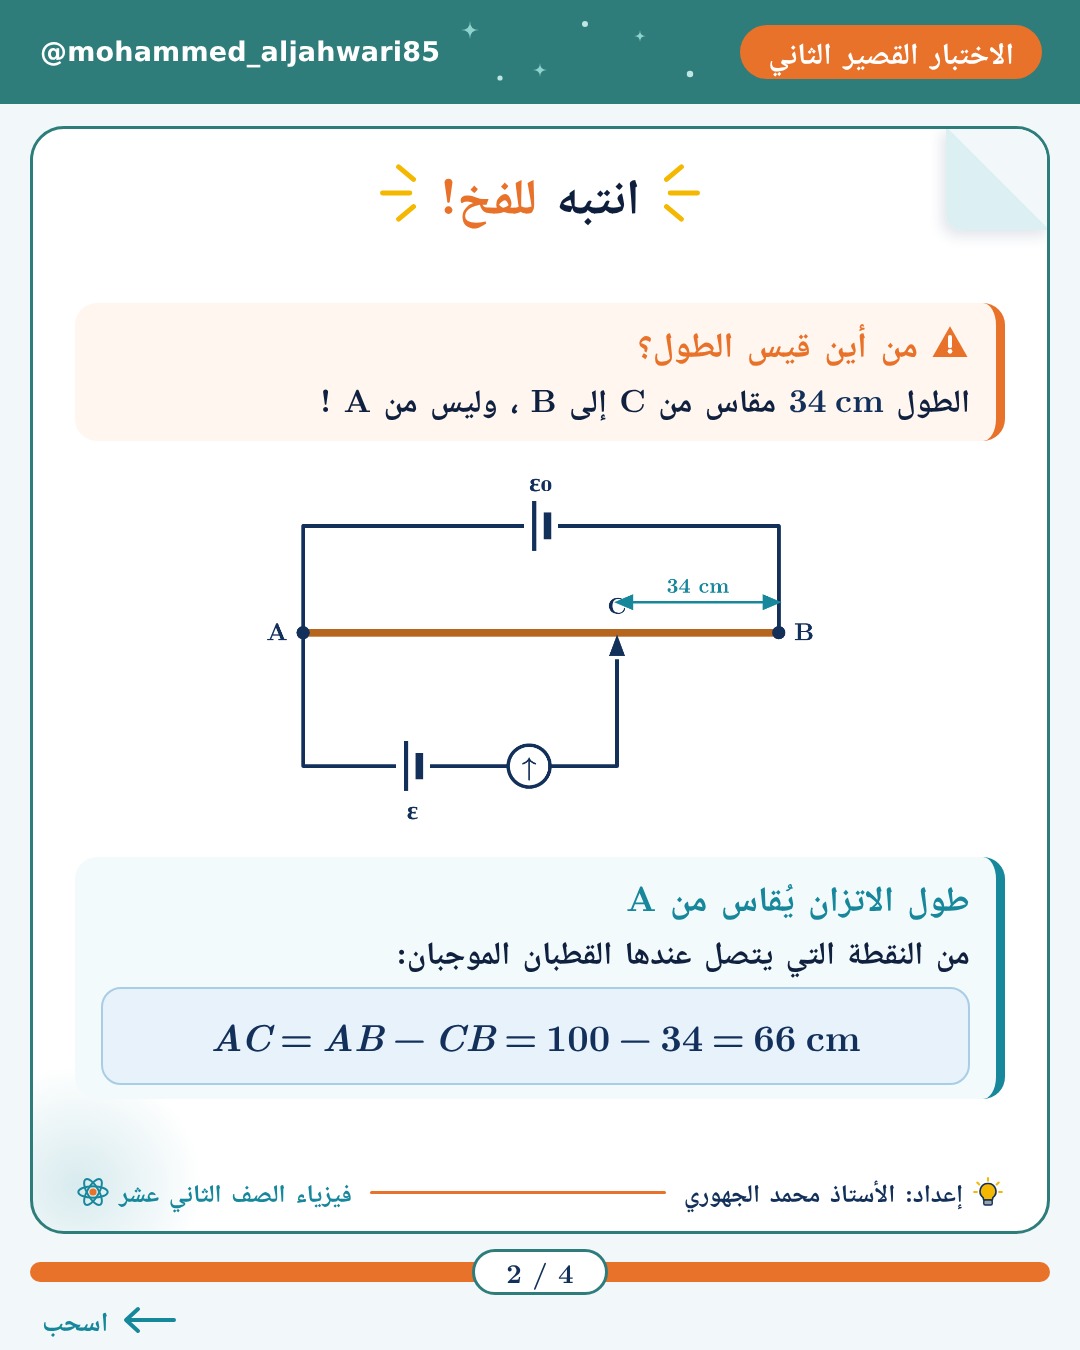 @mohammed_aljahwari85
الاختبار القصير الثاني
انتبه للفخ!
من أين قيس الطول؟
الطول 34 cm مقاس من C إلى B ، وليس من A !
ε₀
34 cm
C
A
B
ε
طول الاتزان يُقاس من A
من النقطة التي يتصل عندها القطبان الموجبان:
AC = AB − CB = 100 − 34 = 66 cm
إعداد: الأستاذ محمد الجهوري
فيزياء الصف الثاني عشر
2 / 4
اسحب